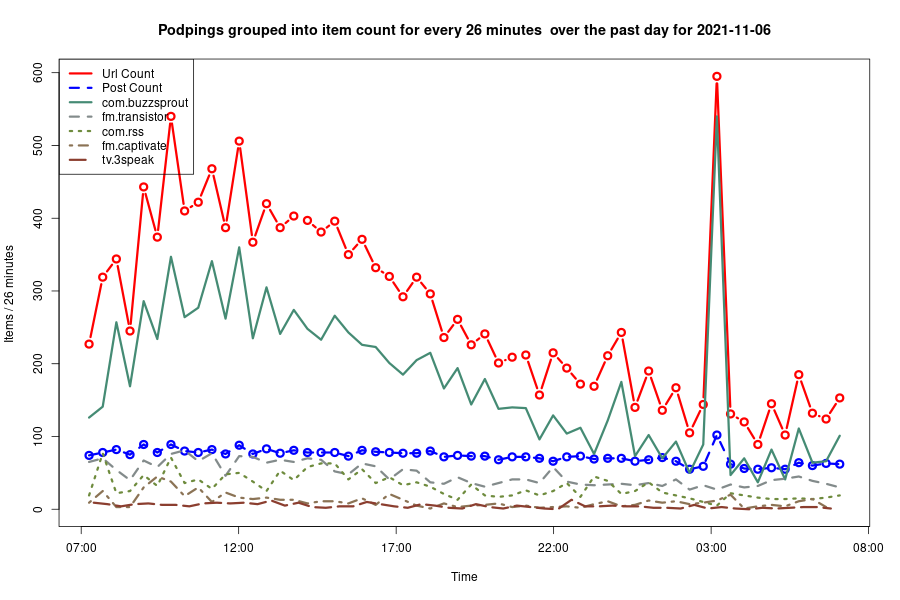 Podpings grouped into item count for every 26 minutes  over the past day for 2021-11-06
600
500
400
300
200
100
0
Items / 26 minutes
Url Count
Post Count
com.buzzsprout
fm.transistor
com.rss
fm.captivate
tv.3speak
07:00 12:00 17:00 22:00 03:00 08:00
Time